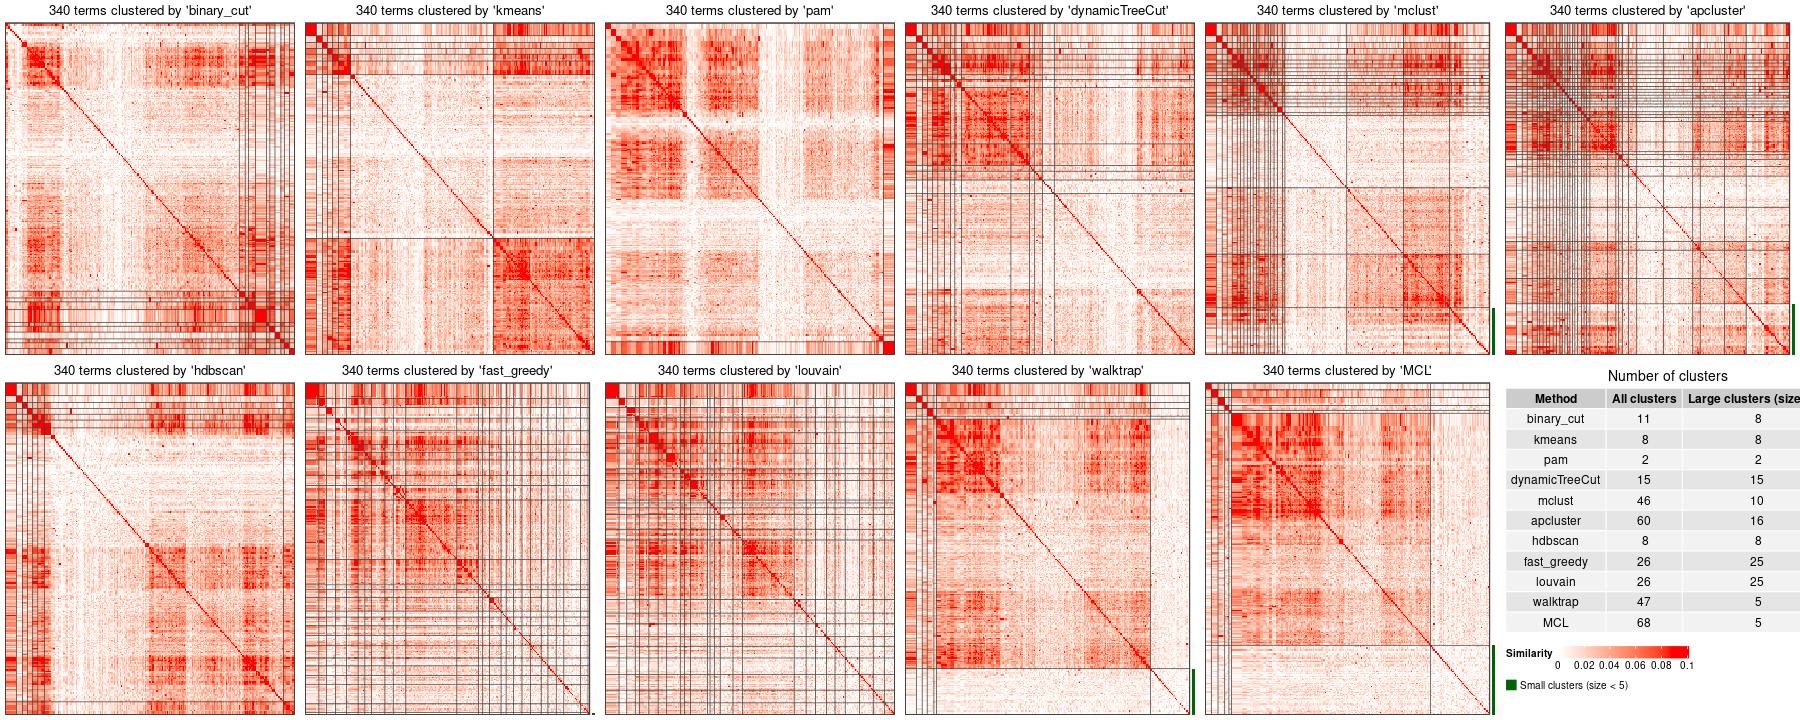 340 terms clustered by 'binary_cut'
340 terms clustered by 'kmeans'
340 terms clustered by 'pam'
340 terms clustered by 'dynamicTreeCut'
340 terms clustered by 'mclust'
340 terms clustered by 'apcluster'
340 terms clustered by 'hdbscan'
340 terms clustered by 'fast_greedy'
340 terms clustered by 'louvain'
340 terms clustered by 'walktrap'
340 terms clustered by 'MCL'
Number of clusters
Method All clusters Large clusters (size
binary_cut 11 8
kmeans 8 8
pam 2 2
dynamicTreeCut 15 15
mclust 46 10
apcluster 60 16
hdbscan 8 8
fast_greedy 26 25
louvain 26 25
walktrap 47 5
MCL 68 5
Similarity
0 0.02 0.04 0.06 0.08 0.1
Small clusters (size < 5)